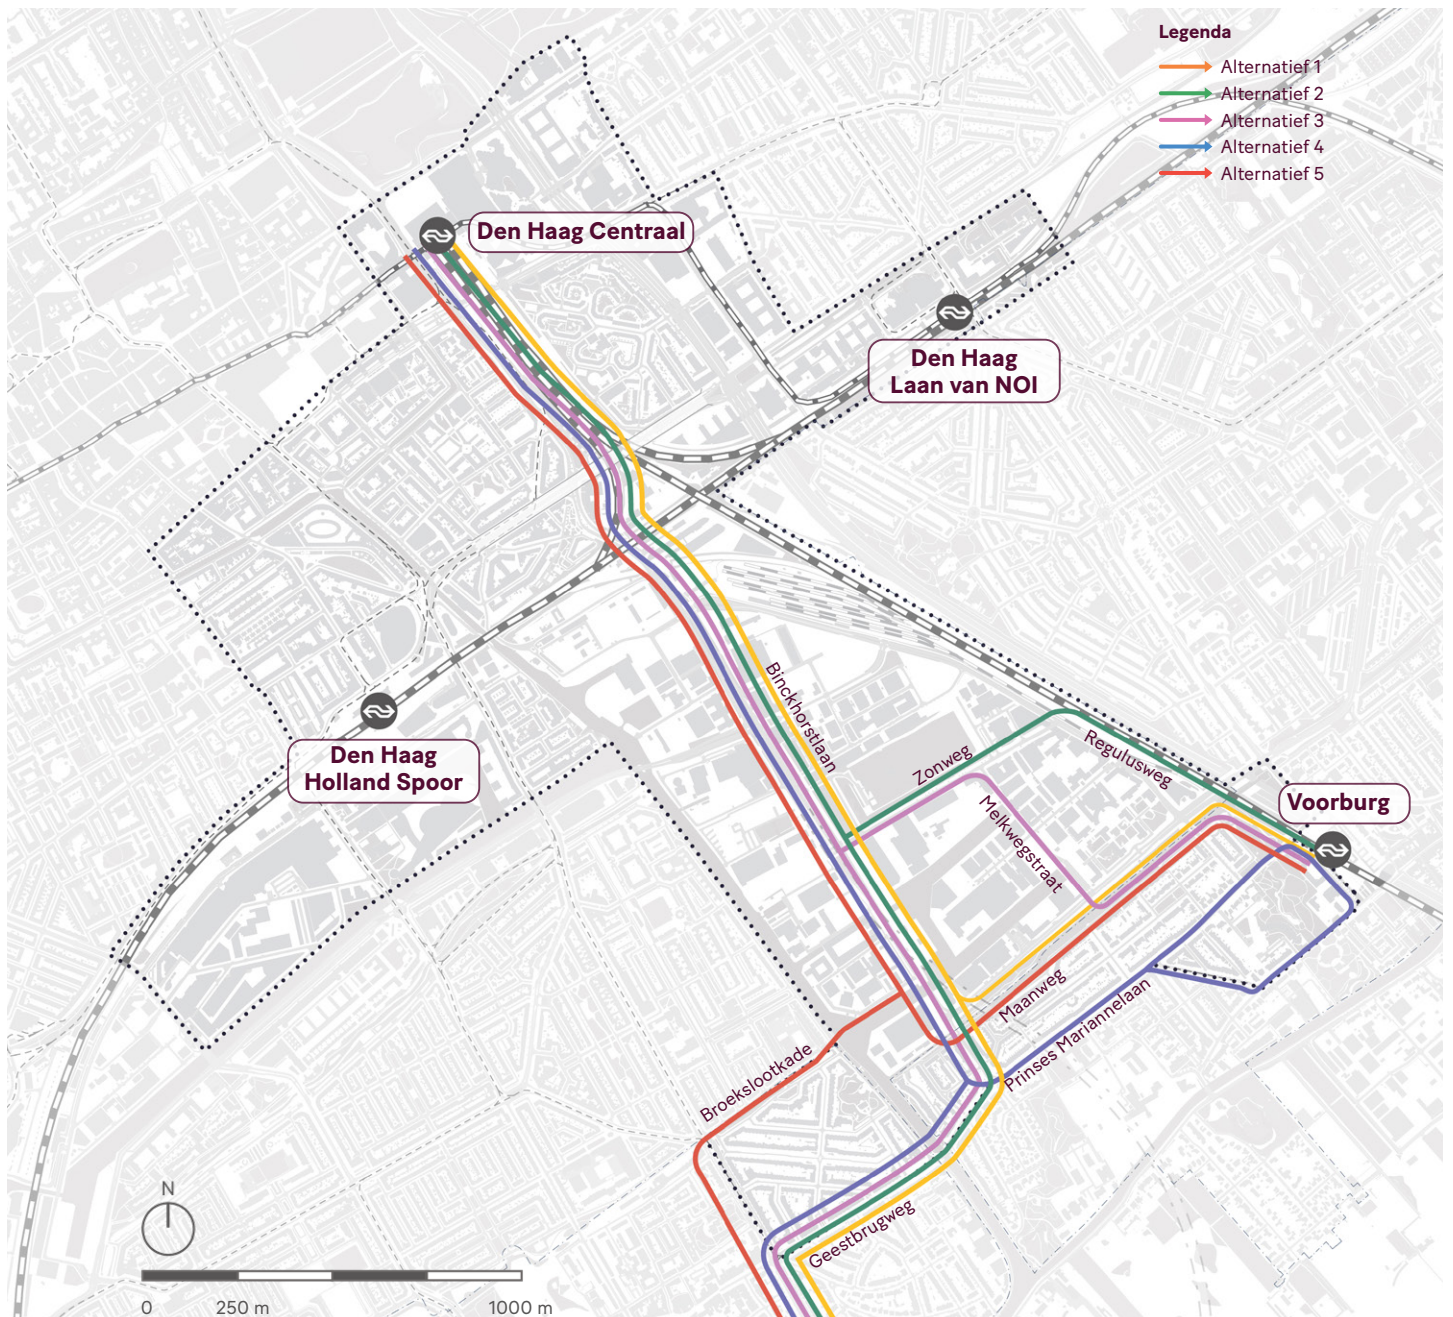 Legenda
Alternatief 1
Alternatief 2
Alternatief 3
Alternatief 4
Alternatief 5
Den Haag Centraal
Den Haag
Laan van NOI
Den Haag
Holland Spoor
Voorburg
Binckhorstlaan
Zonweg
Regulusweg
Melkwegstraat
Maanweg
Prinses Mariannelaan
Broekslootkade
Geestbrugweg
N
0 250 m 1000 m